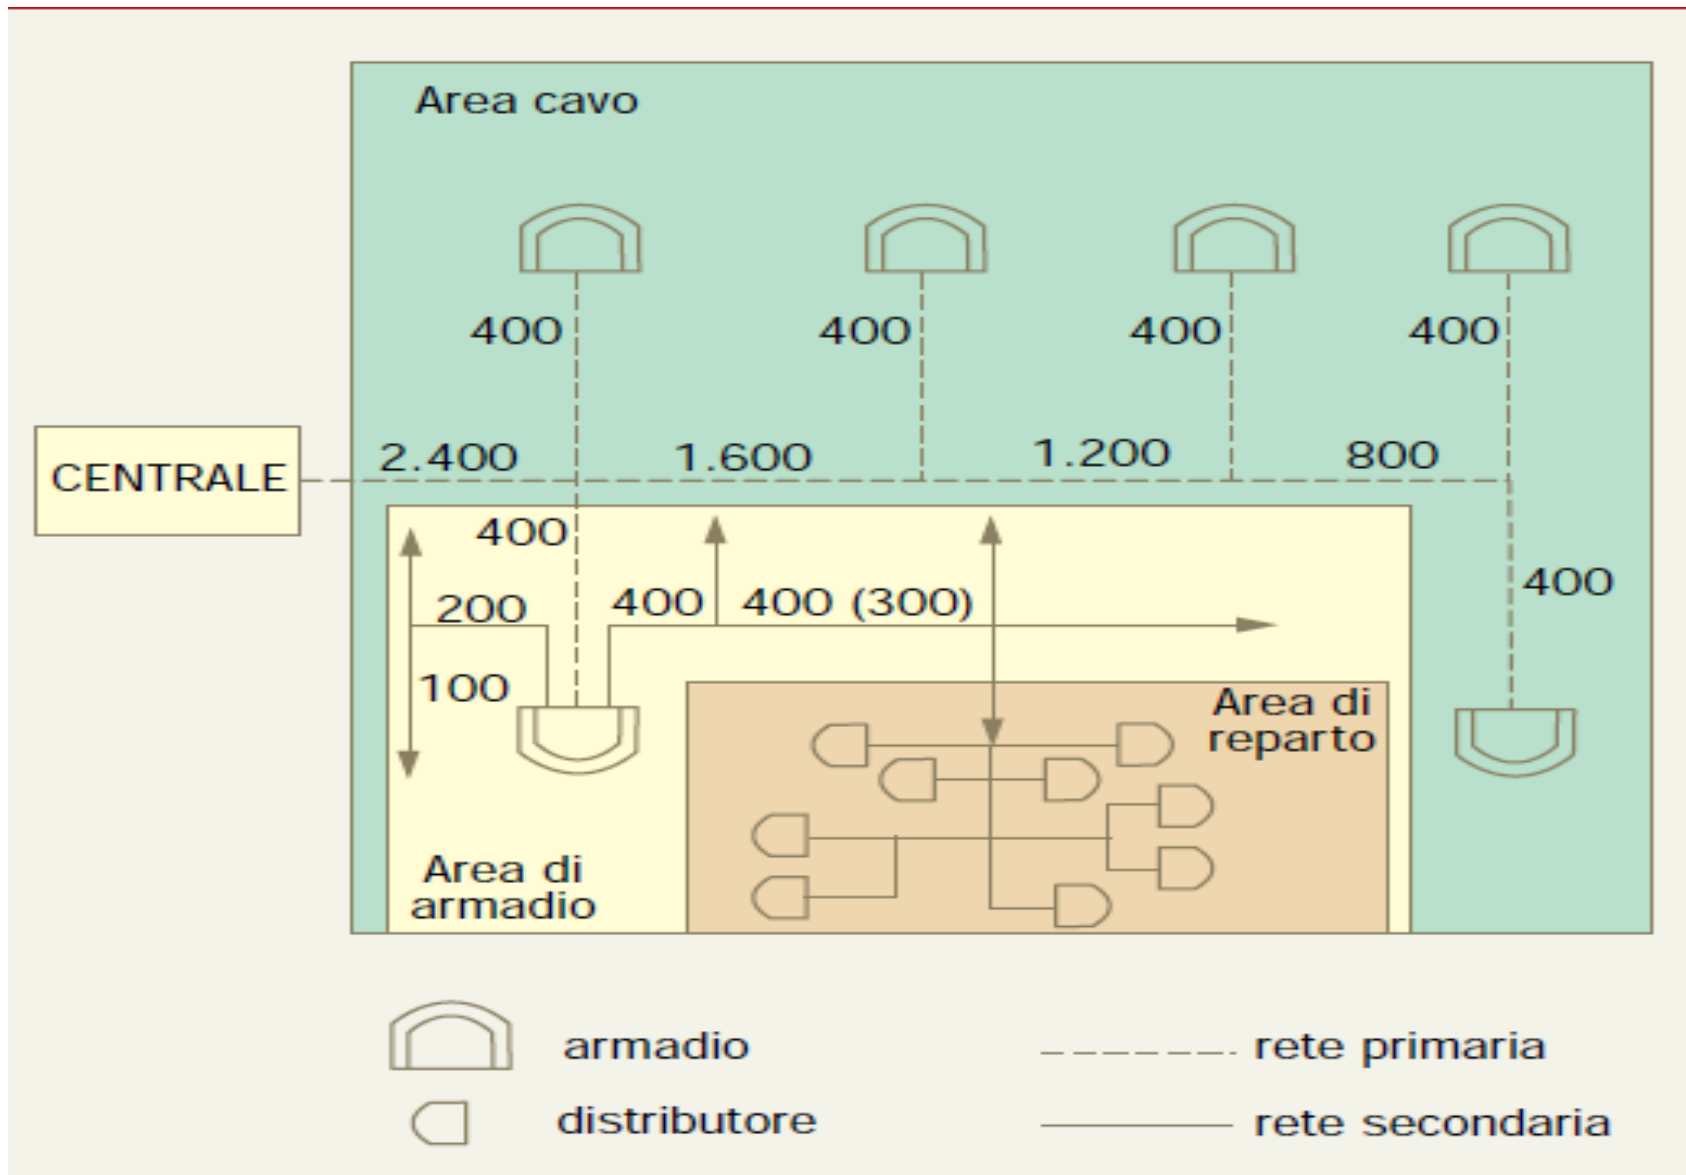 Area cavo
400 400 400 400
CENTRALE
2.400 1.600 1.200 800
400
400
200 400 400 (300)
100
Area di
reparto
Area di
armadio
armadio
rete primaria
distributore
rete secondaria